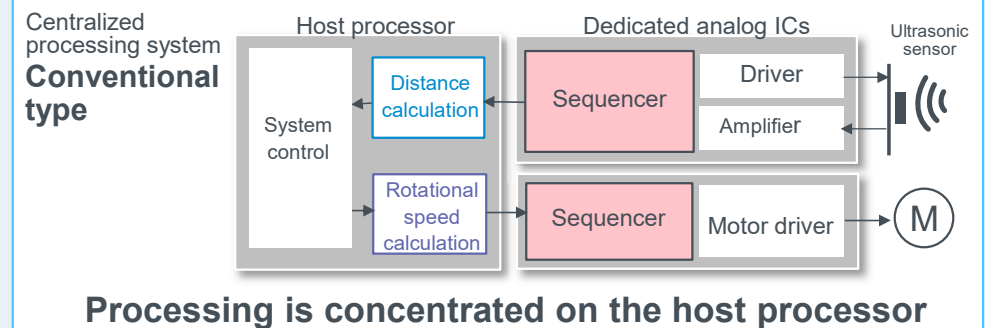 Centralized
processing system
Conventional
type
Host processor
Dedicated analog ICs
Ultrasonic
sensor
System
control
Distance
calculation
Sequencer
Driver
Amplifier
Rotational
speed
calculation
Sequencer
Motor driver
M
Processing is concentrated on the host processor